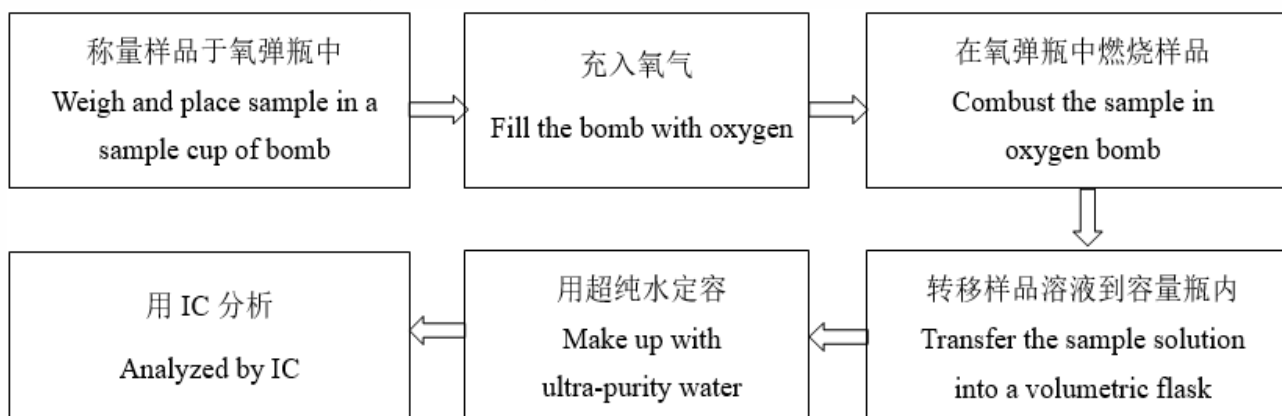 称量样品于氧弹瓶中
Weigh and place sample in a
sample cup of bomb
充入氧气
Fill the bomb with oxygen
在氧弹瓶中燃烧样品
Combust the sample in
oxygen bomb
转移样品溶液到容量瓶内
Transfer the sample solution
into a volumetric flask
用超纯水定容
Make up with
ultra-purity water
用 IC 分析
Analyzed by IC